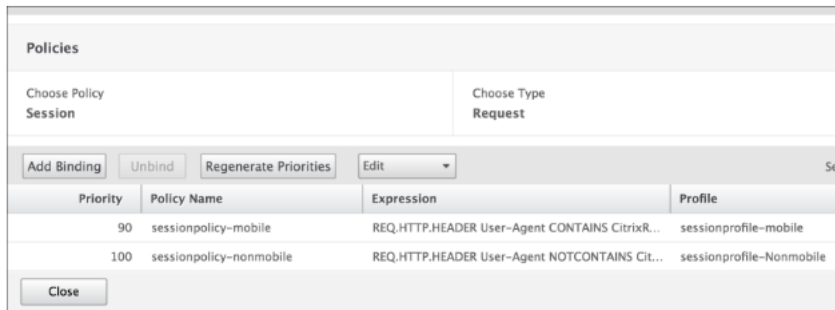 Policies
Choose Policy Choose Type
Session Request
Add Binding Unbind Regenerate Priorities Edit Se
Priority Policy Name Expression Profile
90 sessionpolicy-mobile REQ.HTTP.HEADER User-Agent CONTAINS CitrixR... sessionprofile-mobile
100 sessionpolicy-nonmobile REQ.HTTP.HEADER User-Agent NOTCONTAINS Cit... sessionprofile-Nonmobile
Close